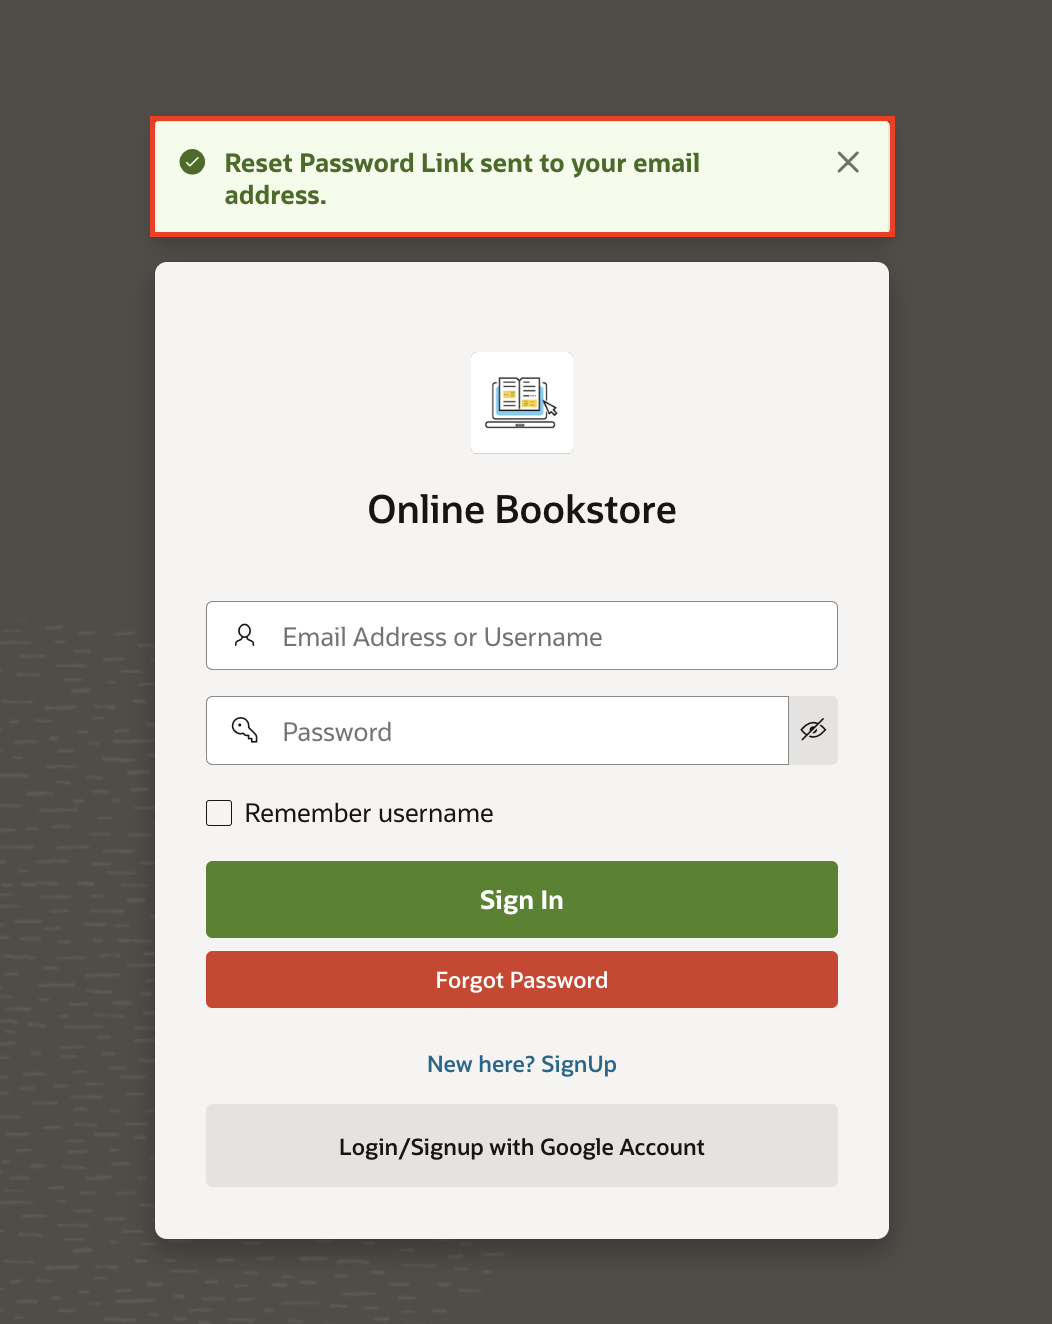 Reset Password Link sent to your email
address.
Online Bookstore
Email Address or Username
Password
Remember username
Sign In
Forgot Password
New here? SignUp
Login/Signup with Google Account